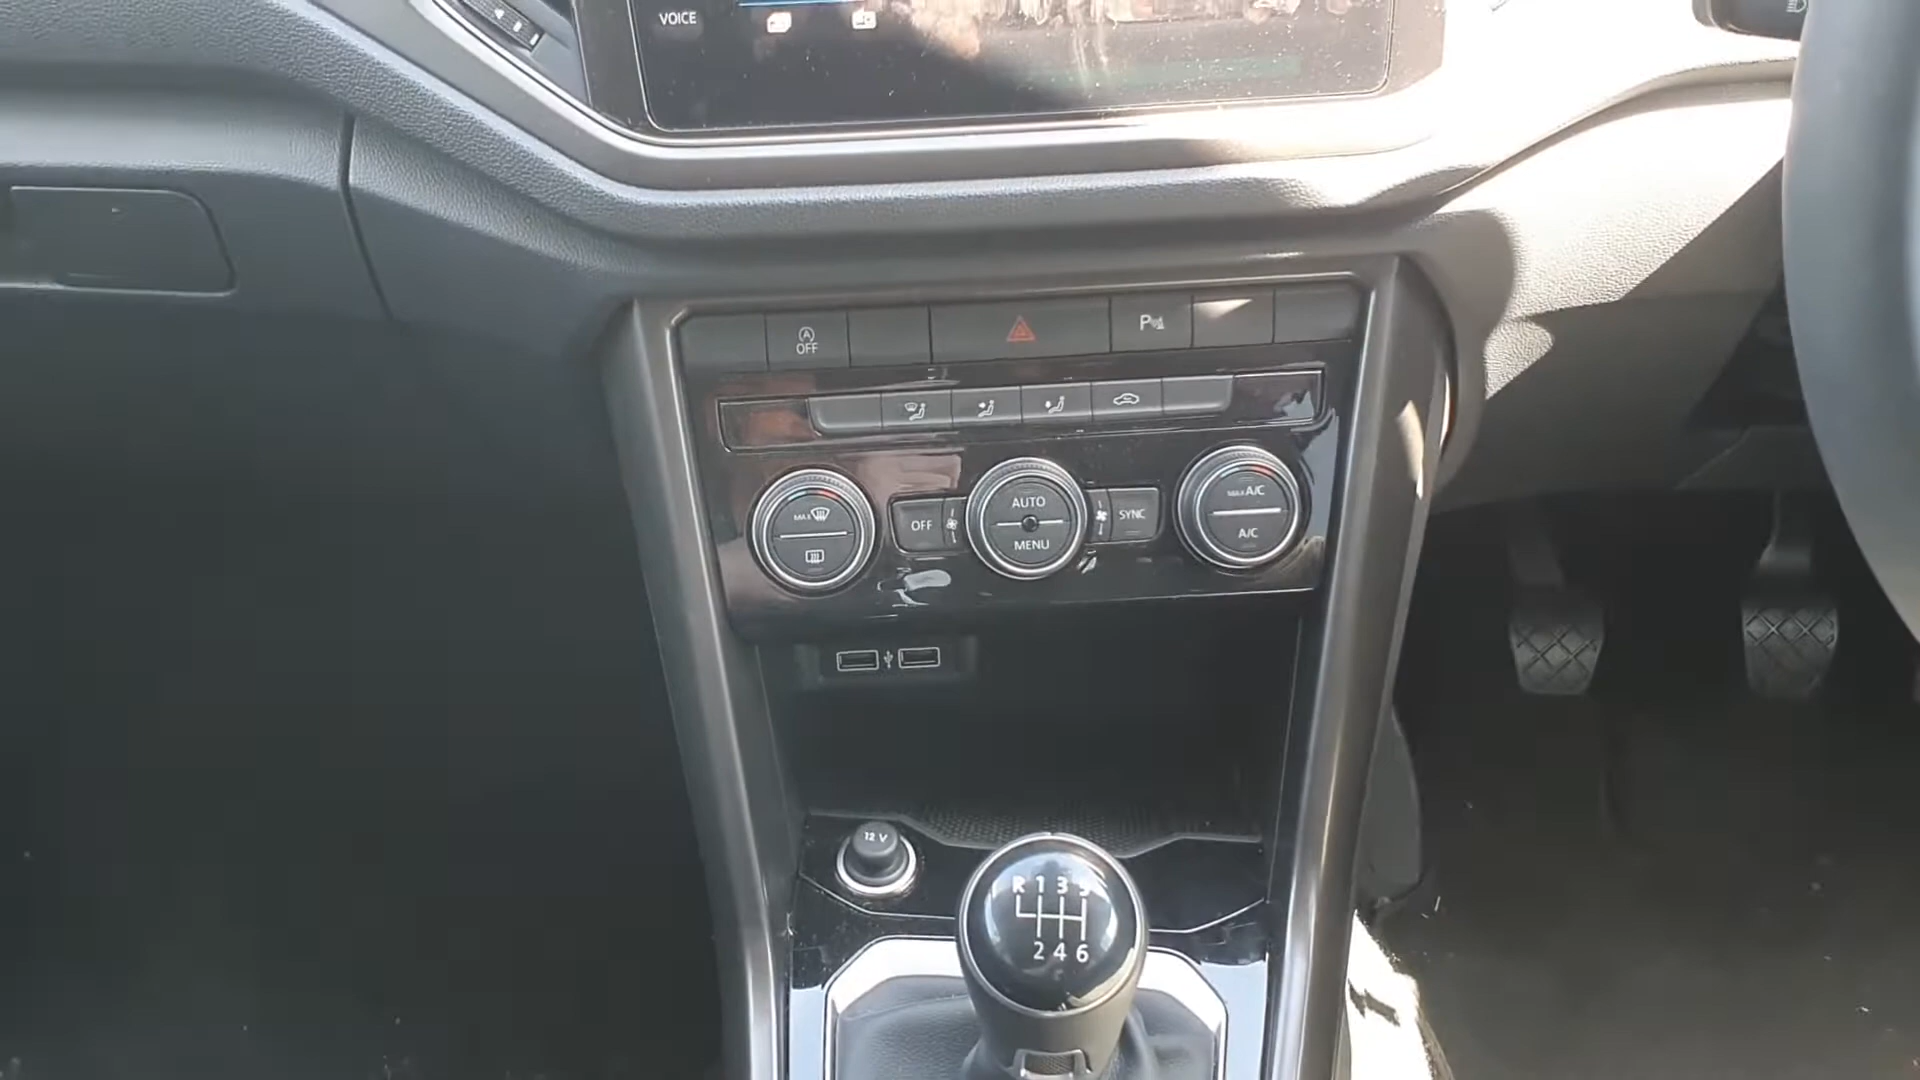 VOICE
OFF
P
MAX
MAX A/C
A/C
OFF
AUTO
MENU
SYNC
12 V
R 1 3 5
2 4 6